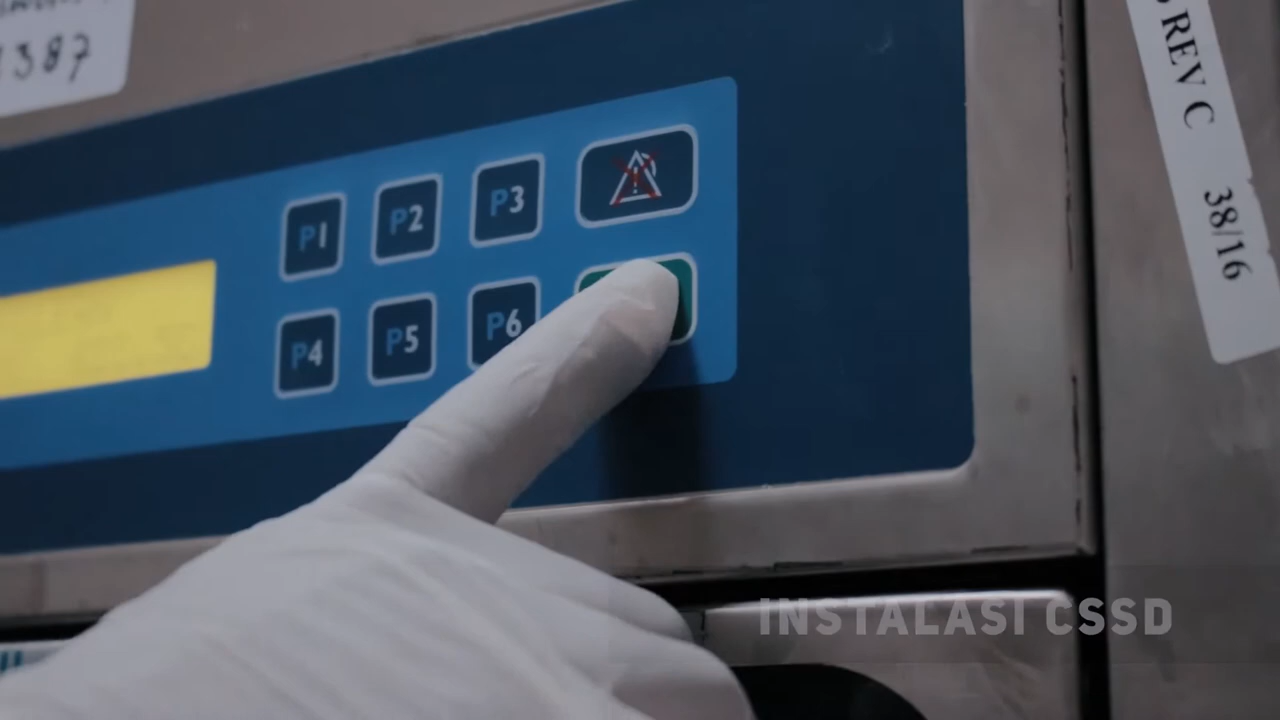 1387
REV C
38/16
P1 P2 P3
P4 P5 P6
INSTALASI CSSD